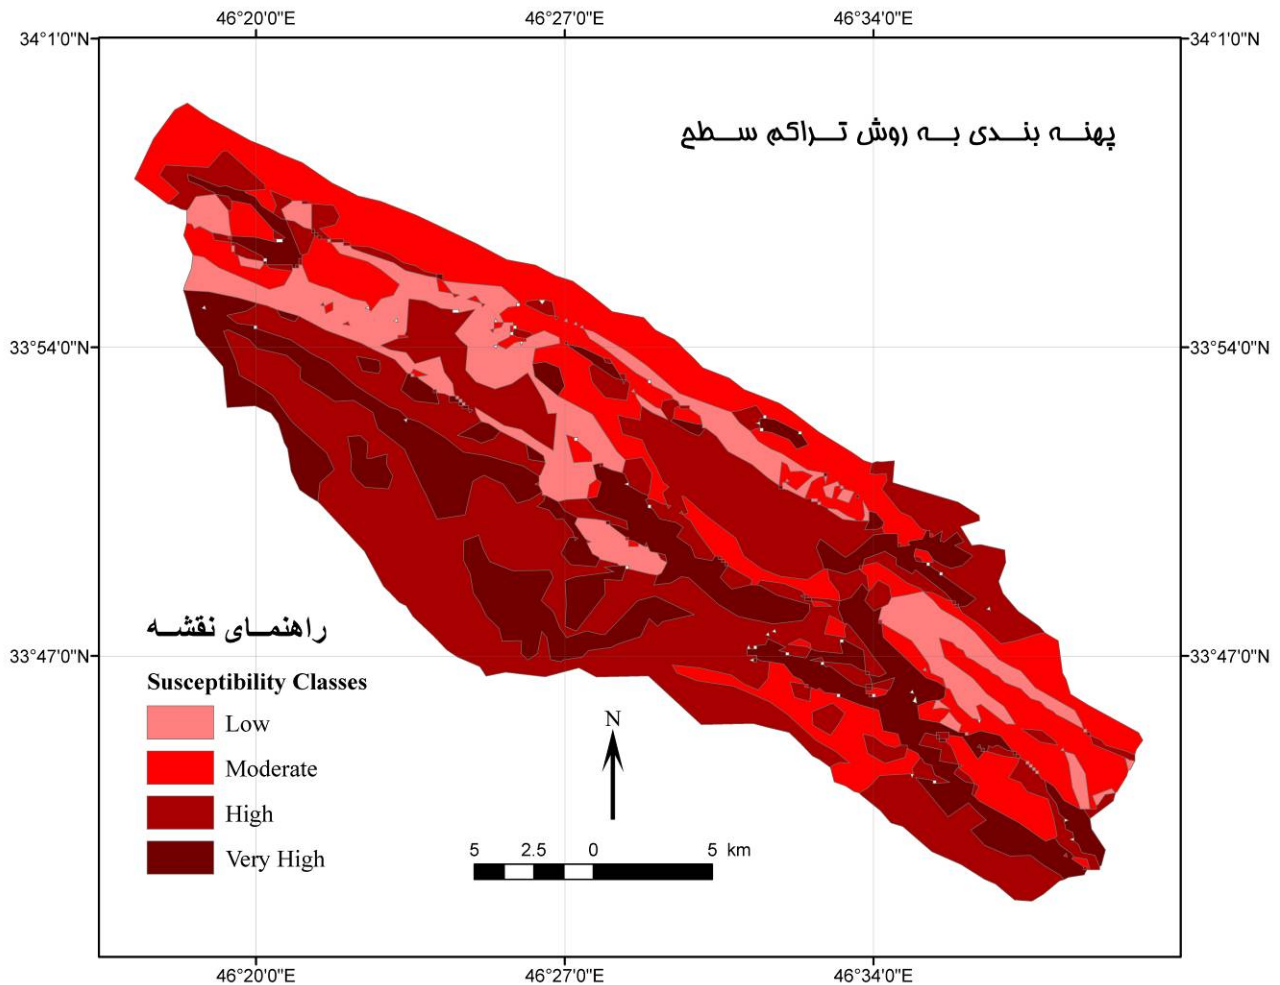 46°20'0"E 46°27'0"E 46°34'0"E
34°1'0"N 34°1'0"N
پهنه بندی به روش تراکم سطح
33°54'0"N 33°54'0"N
راهنمای نقشه
33°47'0"N 33°47'0"N
Susceptibility Classes
Low
Moderate
High
Very High
N
5 2.5 0 5 km
46°20'0"E 46°27'0"E 46°34'0"E